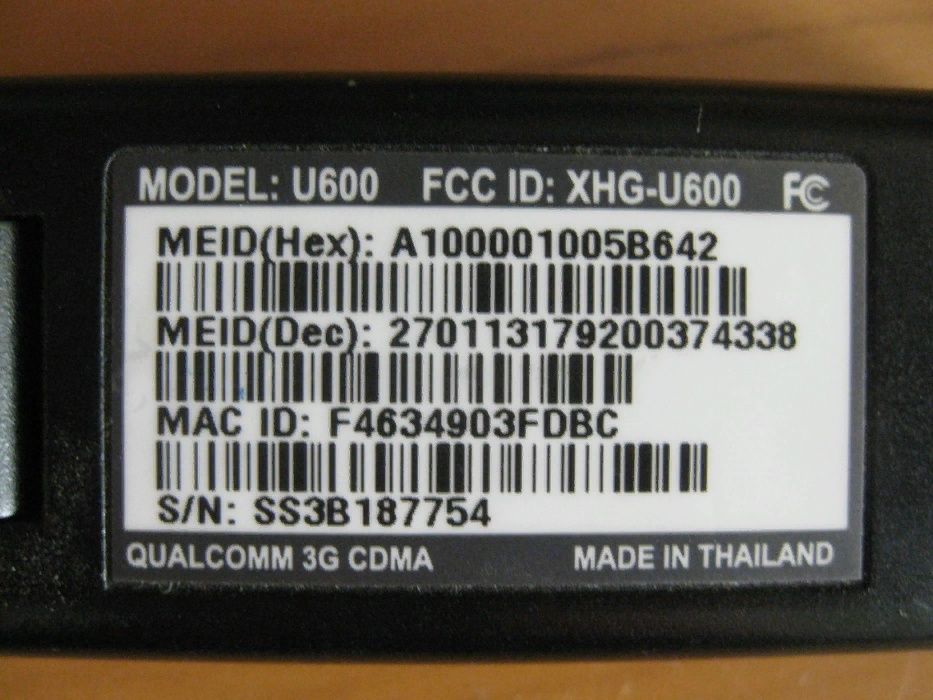 MODEL: U600 FCC ID: XHG-U600 FC
MEID(Hex): A100001005B642
MEID(Dec): 270113179200374338
MAC ID: F4634903FDBC
S/N: SS3B187754
QUALCOMM 3G CDMA MADE IN THAILAND